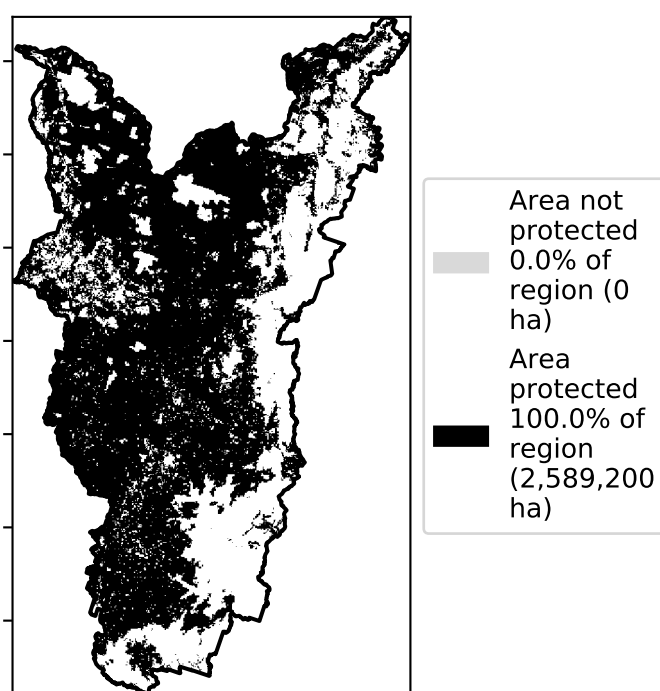 Area not
protected
0.0% of
region (0
ha)
Area
protected
100.0% of
region
(2,589,200
ha)